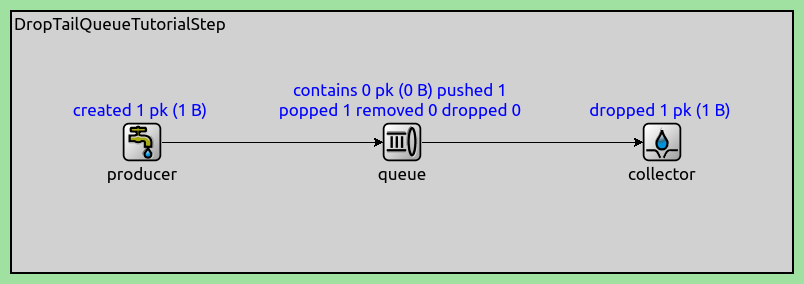 DropTailQueueTutorialStep
contains 0 pk (0 B) pushed 1
created 1 pk (1 B)
popped 1 removed 0 dropped 0
dropped 1 pk (1 B)
producer
queue
collector